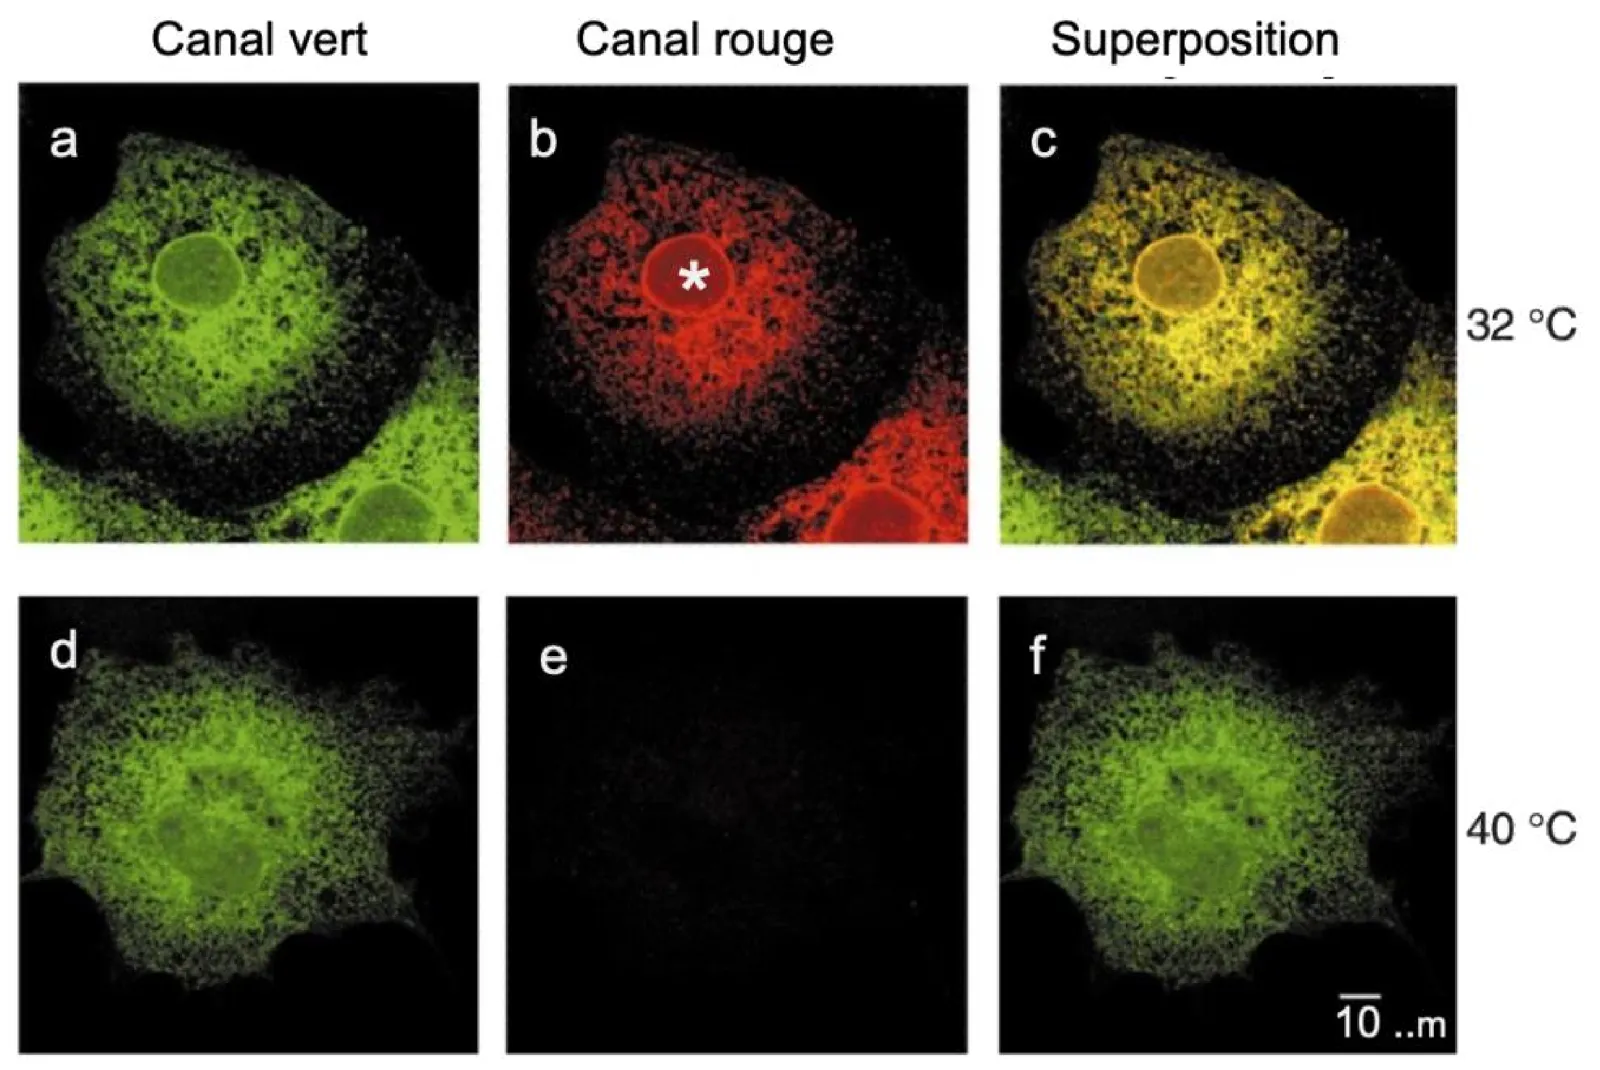 Canal vert Canal rouge Superposition
a b c
*
32 °C
d e f
40 °C
10 ..m